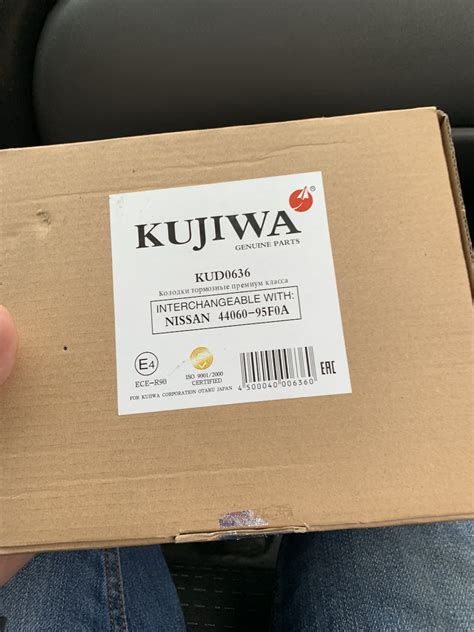 KUJIWA ®
GENUINE PARTS
KUD0636
Колодки тормозные премиум класса
INTERCHANGEABLE WITH:
NISSAN 44060-95F0A
E4
ECE-R90
ISO 9001/2000
CERTIFIED
4 500040 006360
EAC
FOR KUJIWA CORPORATION OTARU JAPAN